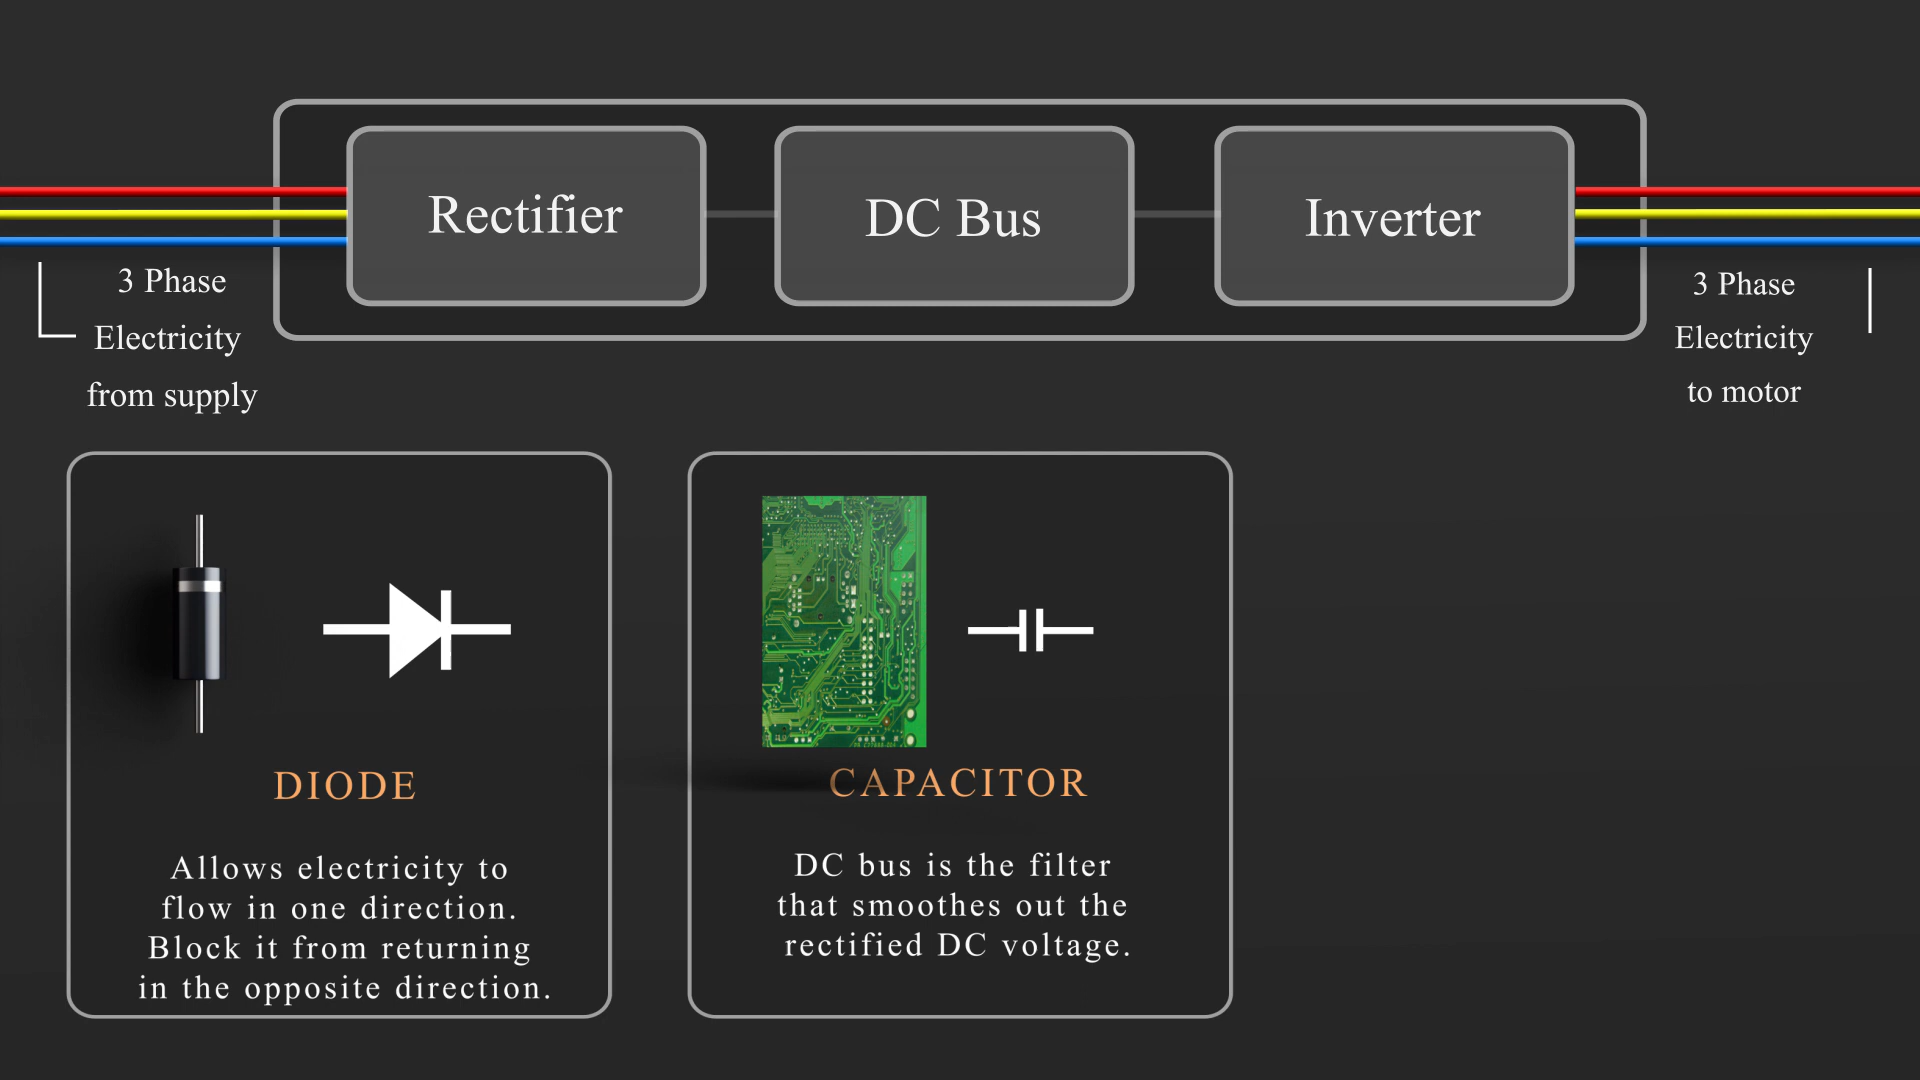 Rectifier
DC Bus
Inverter
3 Phase
Electricity
from supply
3 Phase
Electricity
to motor
DIODE
Allows electricity to
flow in one direction.
Block it from returning
in the opposite direction.
CAPACITOR
DC bus is the filter
that smoothes out the
rectified DC voltage.